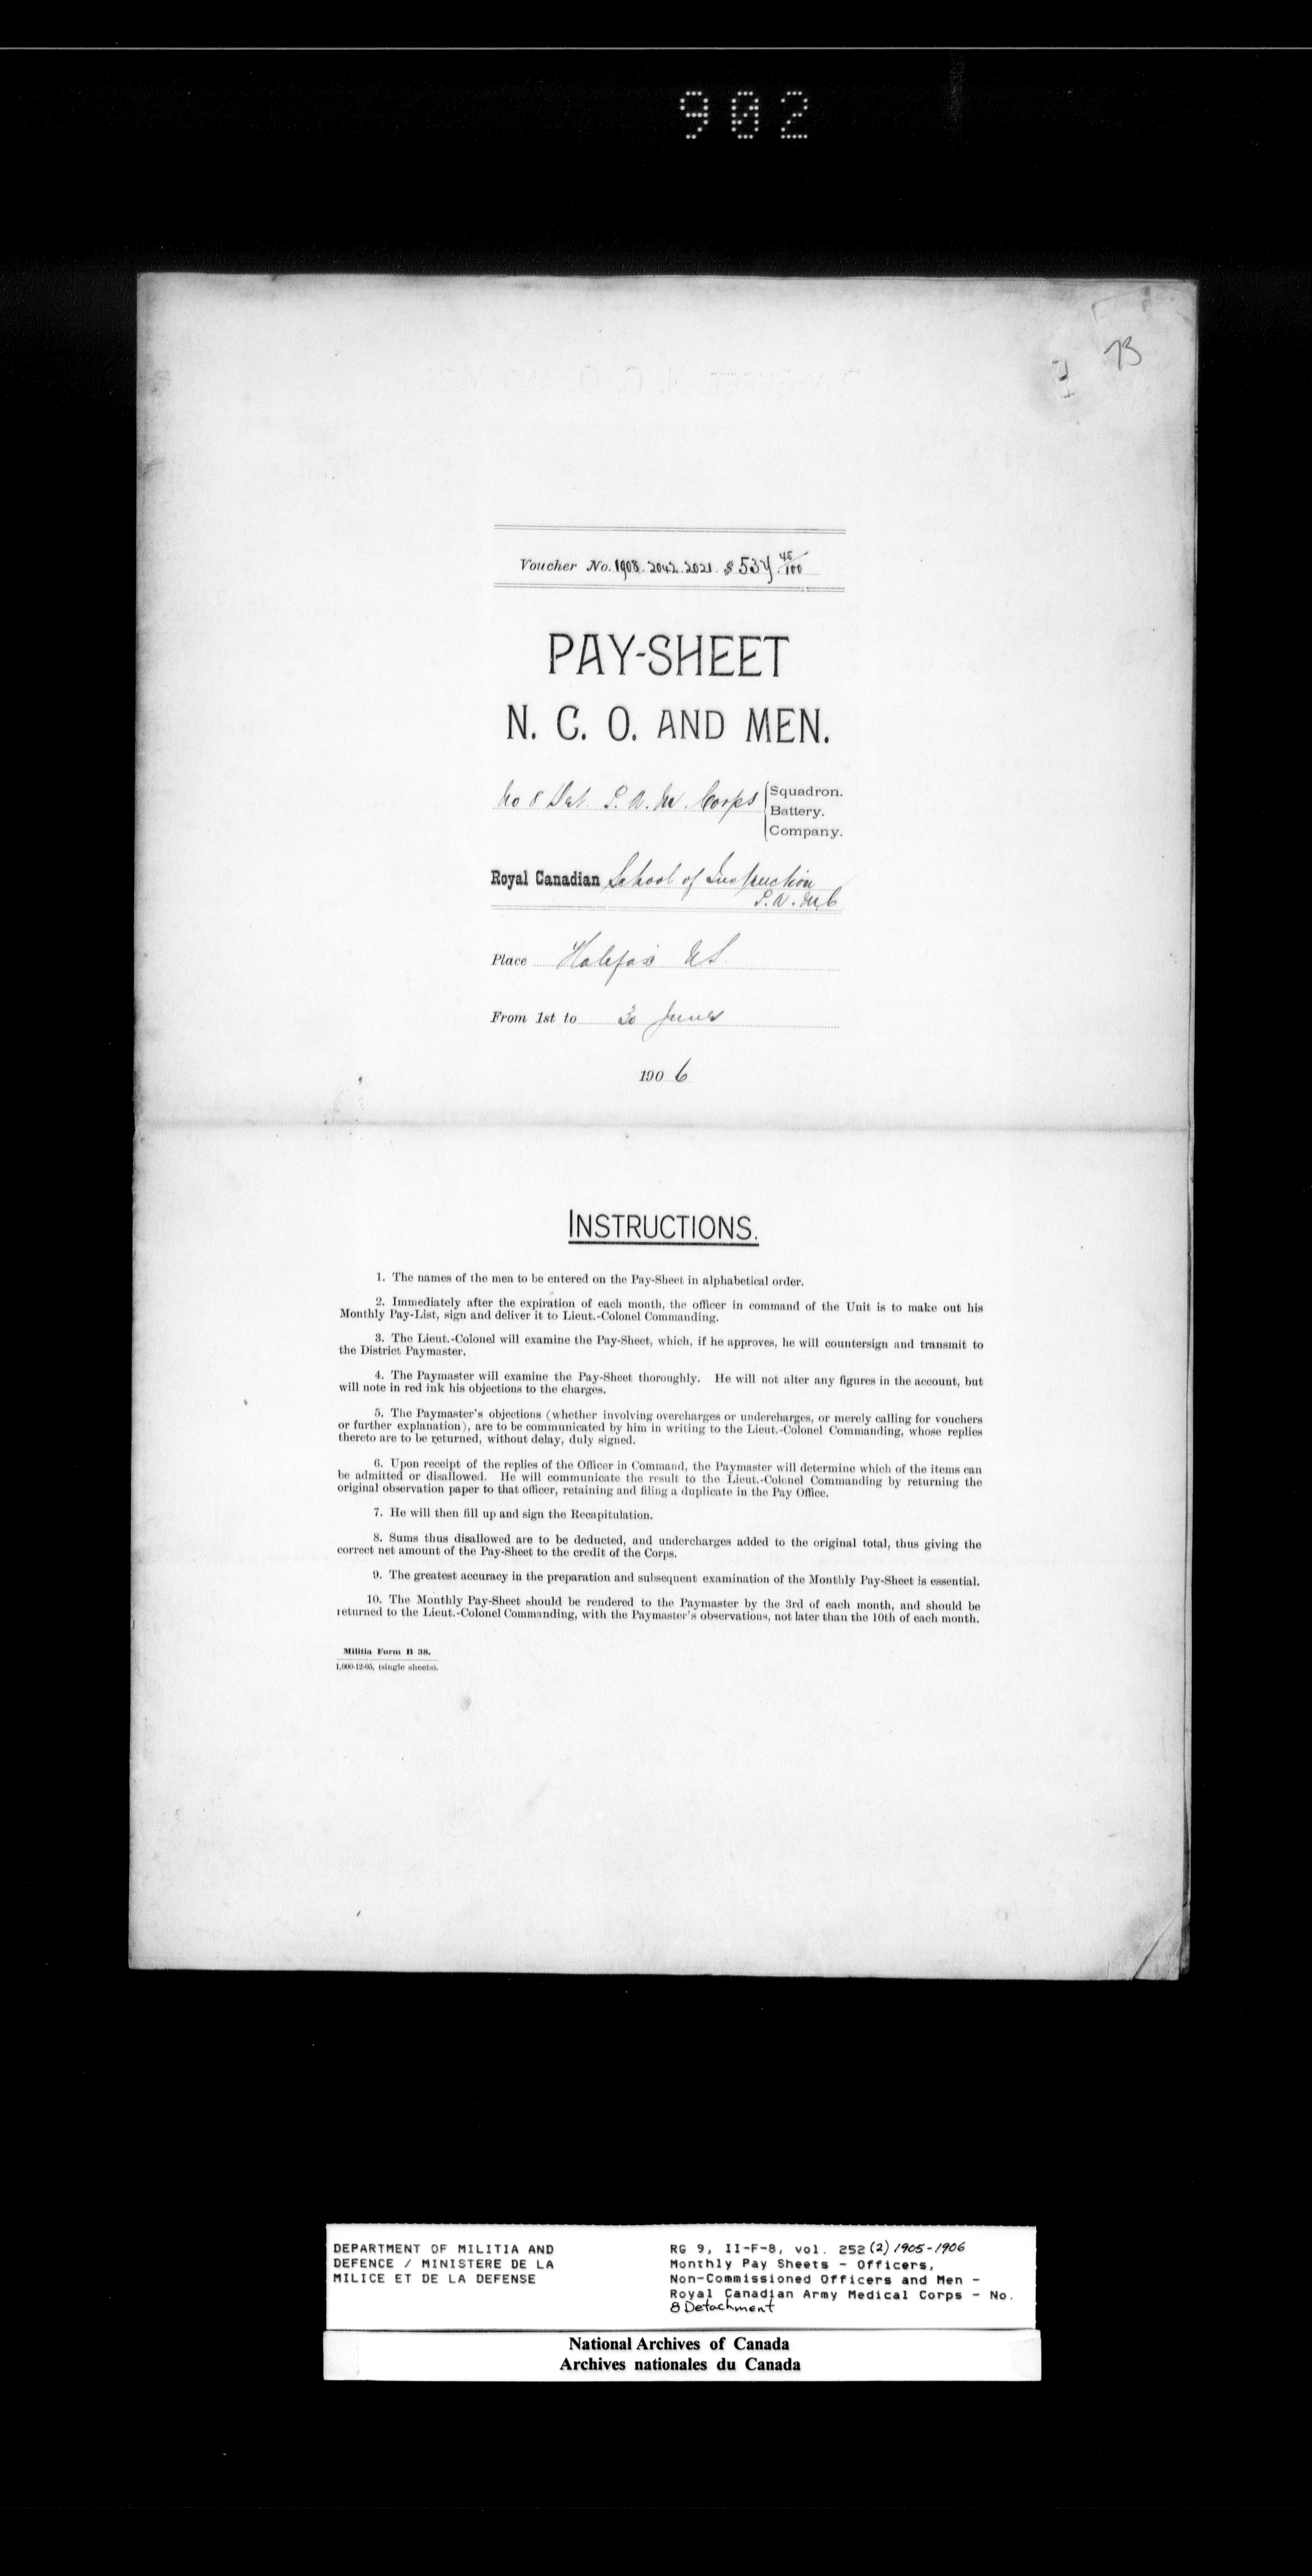 902
13
Voucher No. 1908. 2042. 2021. $ 537 45/100
PAY-SHEET
N. C. O. AND MEN.
No 8 Det. P. A. M. Corps
Squadron.
Battery.
Company.
Royal Canadian School of Instruction
P. A. M. C
Place Halifax NS
From 1st to 30 June
1906
INSTRUCTIONS.
1. The names of the men to be entered on the Pay-Sheet in alphabetical order.
2. Immediately after the expiration of each month, the officer in command of the Unit is to make out his
Monthly Pay-List, sign and deliver it to Lieut.-Colonel Commanding.
3. The Lieut.-Colonel will examine the Pay-Sheet, which, if he approves, he will countersign and transmit to
the District Paymaster.
4. The Paymaster will examine the Pay-Sheet thoroughly. He will not alter any figures in the account, but
will note in red ink his objections to the charges.
5. The Paymaster's objections (whether involving overcharges or undercharges, or merely calling for vouchers
or further explanation), are to be communicated by him in writing to the Lieut.-Colonel Commanding, whose replies
thereto are to be returned, without delay, duly signed.
6. Upon receipt of the replies of the Officer in Command, the Paymaster will determine which of the items can
be admitted or disallowed. He will communicate the result to the Lieut.-Colonel Commanding by returning the
original observation paper to that officer, retaining and filing a duplicate in the Pay Office.
7. He will then fill up and sign the Recapitulation.
8. Sums thus disallowed are to be deducted, and undercharges added to the original total, thus giving the
correct net amount of the Pay-Sheet to the credit of the Corps.
9. The greatest accuracy in the preparation and subsequent examination of the Monthly Pay-Sheet is essential.
10. The Monthly Pay-Sheet should be rendered to the Paymaster by the 3rd of each month, and should be
returned to the Lieut.-Colonel Commanding, with the Paymaster's observations, not later than the 10th of each month.
Militia Form B 38.
1,000-12-05, (single sheets).
DEPARTMENT OF MILITIA AND
DEFENCE / MINISTERE DE LA
MILICE ET DE LA DEFENSE
RG 9, II-F-8, vol. 252 (2) 1905-1906
Monthly Pay Sheets - Officers,
Non-Commissioned Officers and Men -
Royal Canadian Army Medical Corps - No.
8 Detachment
National Archives of Canada
Archives nationales du Canada